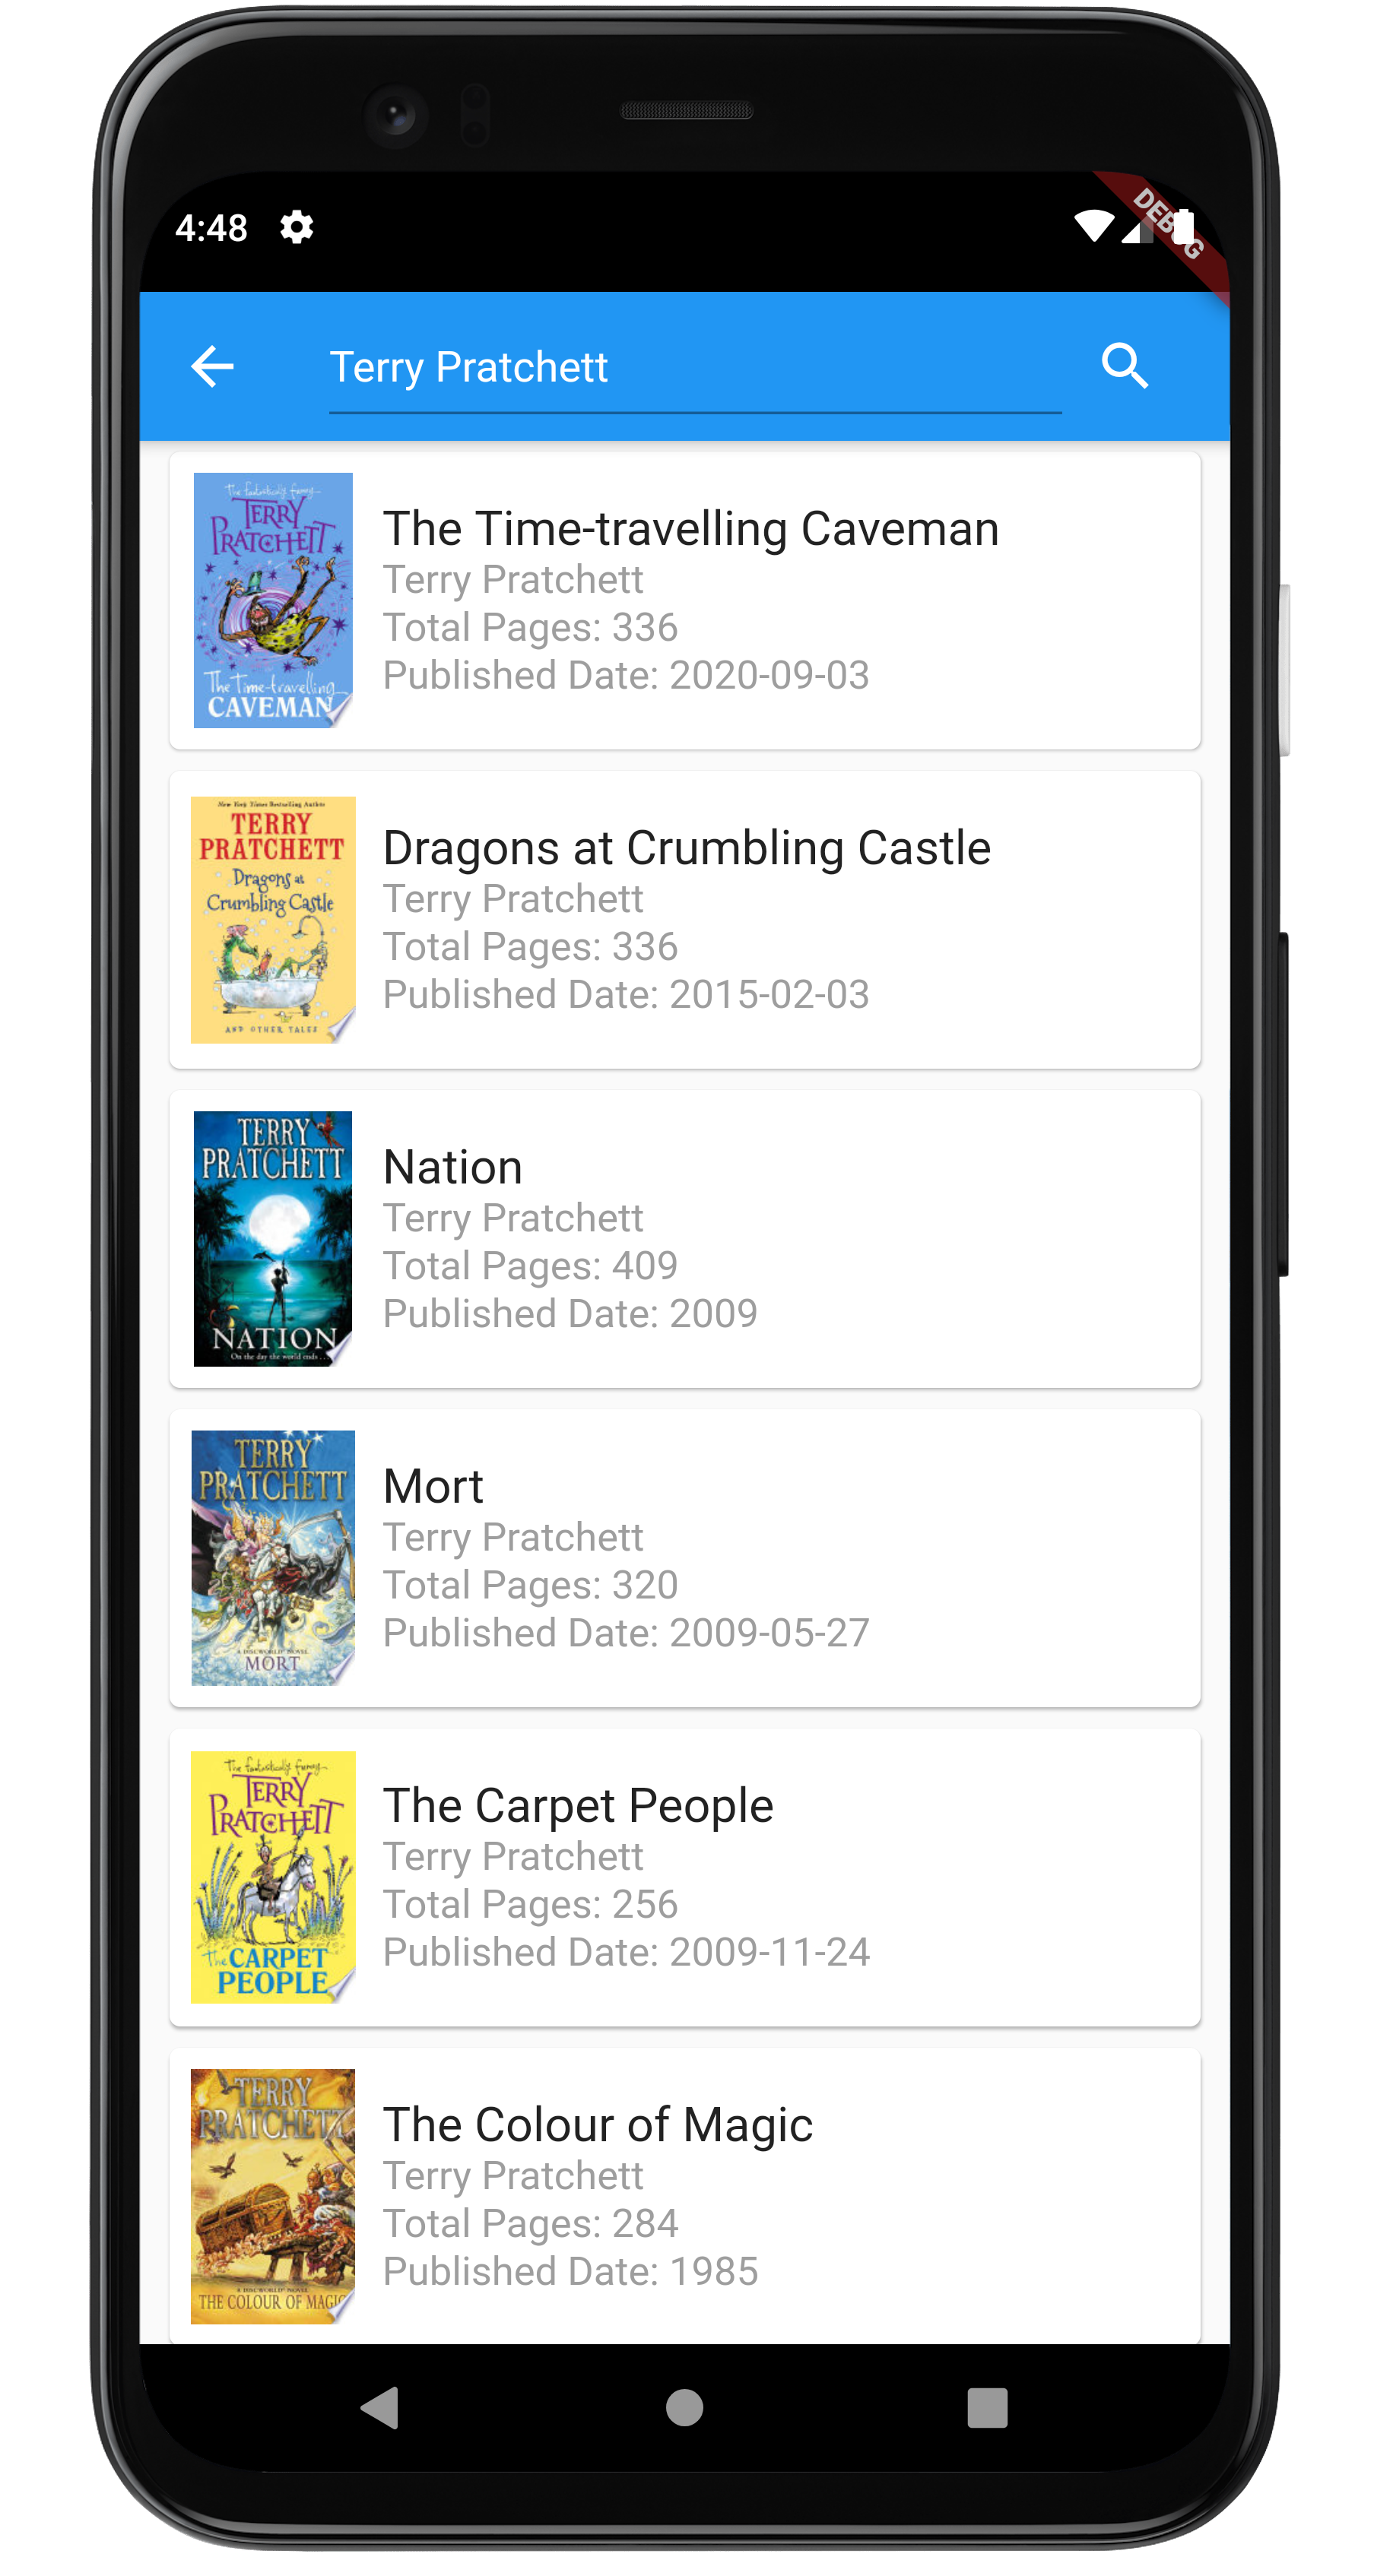 4:48
DEBUG
Terry Pratchett
The fantastically funny
TERRY
PRATCHETT
The Time-travelling
CAVEMAN
The Time-travelling Caveman
Terry Pratchett
Total Pages: 336
Published Date: 2020-09-03
New York Times Bestselling Author
TERRY
PRATCHETT
Dragons at
Crumbling Castle
AND OTHER TALES
Dragons at Crumbling Castle
Terry Pratchett
Total Pages: 336
Published Date: 2015-02-03
TERRY
PRATCHETT
NATION
On the day the world ends...
Nation
Terry Pratchett
Total Pages: 409
Published Date: 2009
TERRY
PRATCHETT
A DISCWORLD NOVEL
MORT
Mort
Terry Pratchett
Total Pages: 320
Published Date: 2009-05-27
The fantastically funny
TERRY
PRATCHETT
The CARPET
PEOPLE
The Carpet People
Terry Pratchett
Total Pages: 256
Published Date: 2009-11-24
TERRY
PRATCHETT
A DISCWORLD NOVEL
THE COLOUR OF MAGIC
The Colour of Magic
Terry Pratchett
Total Pages: 284
Published Date: 1985